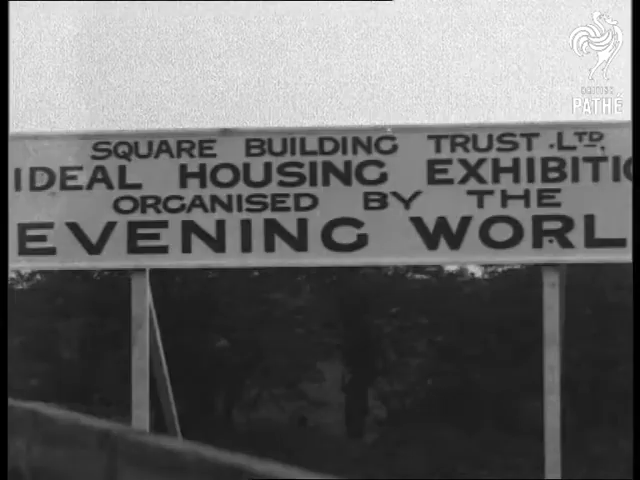 BRITISH
PATHÉ
SQUARE BUILDING TRUST .LTD.
IDEAL HOUSING EXHIBITIO
ORGANISED BY THE
EVENING WORL